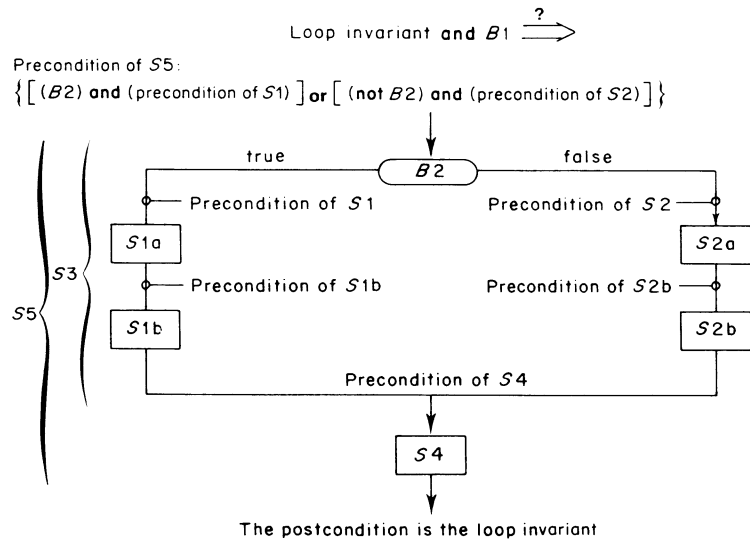 ?
Loop invariant and B1 ⟹
Precondition of S5:
{[(B2) and (precondition of S1)] or [(not B2) and (precondition of S2)]}
true
false
B2
Precondition of S1
Precondition of S2
S1a
S2a
S3
Precondition of S1b
Precondition of S2b
S5
S1b
S2b
Precondition of S4
S4
The postcondition is the loop invariant